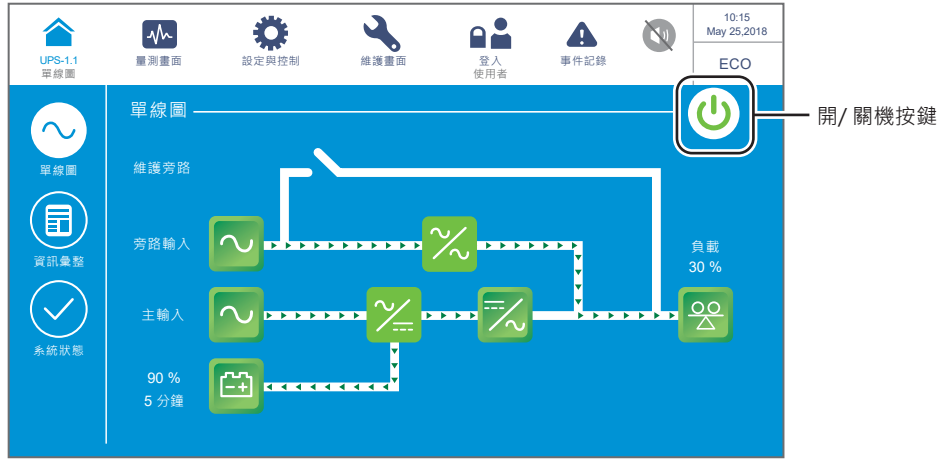 UPS-1.1
單線圖
量測畫面
設定與控制
維護畫面
登入
使用者
事件記錄
10:15
May 25,2018
ECO
單線圖
開/ 關機按鍵
單線圖
維護旁路
資訊彙整
旁路輸入
負載
30 %
主輸入
系統狀態
90 %
5 分鐘